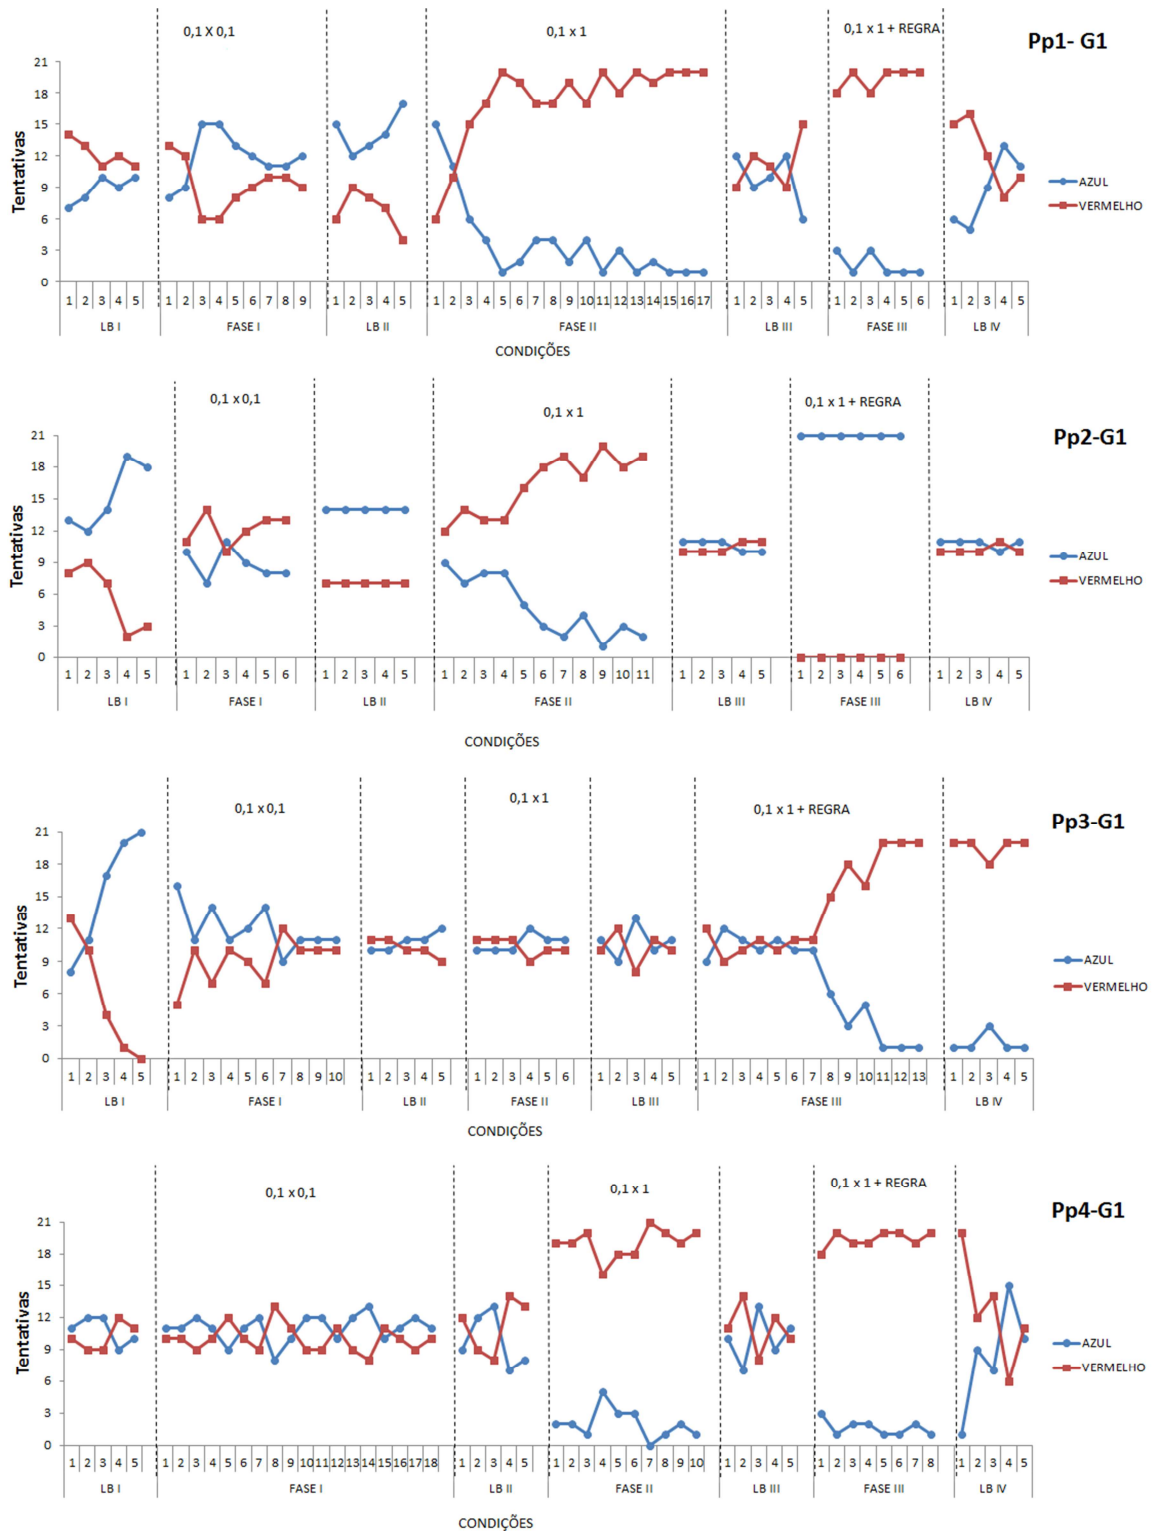 0,1 X 0,1
0,1 x 1
0,1 x 1 + REGRA
Pp1- G1
Tentativas
21
18
15
12
9
6
3
0
AZUL
VERMELHO
1 2 3 4 5 1 2 3 4 5 6 7 8 9 1 2 3 4 5 1 2 3 4 5 6 7 8 9 10 11 12 13 14 15 16 17 1 2 3 4 5 1 2 3 4 5 6 1 2 3 4 5
LB I FASE I LB II FASE II LB III FASE III LB IV
CONDIÇÕES
0,1 x 0,1
0,1 x 1
0,1 x 1 + REGRA
Pp2-G1
Tentativas
21
18
15
12
9
6
3
0
AZUL
VERMELHO
1 2 3 4 5 1 2 3 4 5 6 1 2 3 4 5 1 2 3 4 5 6 7 8 9 10 11 1 2 3 4 5 1 2 3 4 5 6 1 2 3 4 5
LB I FASE I LB II FASE II LB III FASE III LB IV
CONDIÇÕES
0,1 x 0,1
0,1 x 1
0,1 x 1 + REGRA
Pp3-G1
Tentativas
21
18
15
12
9
6
3
0
AZUL
VERMELHO
1 2 3 4 5 1 2 3 4 5 6 7 8 9 10 1 2 3 4 5 1 2 3 4 5 6 1 2 3 4 5 1 2 3 4 5 6 7 8 9 10 11 12 13 1 2 3 4 5
LB I FASE I LB II FASE II LB III FASE III LB IV
CONDIÇÕES
0,1 x 0,1
0,1 x 1
0,1 x 1 + REGRA
Pp4-G1
Tentativas
21
18
15
12
9
6
3
0
AZUL
VERMELHO
1 2 3 4 5 1 2 3 4 5 6 7 8 9 10 11 12 13 14 15 16 17 18 1 2 3 4 5 1 2 3 4 5 6 7 8 9 10 1 2 3 4 5 1 2 3 4 5 6 7 8 1 2 3 4 5
LB I FASE I LB II FASE II LB III FASE III LB IV
CONDIÇÕES